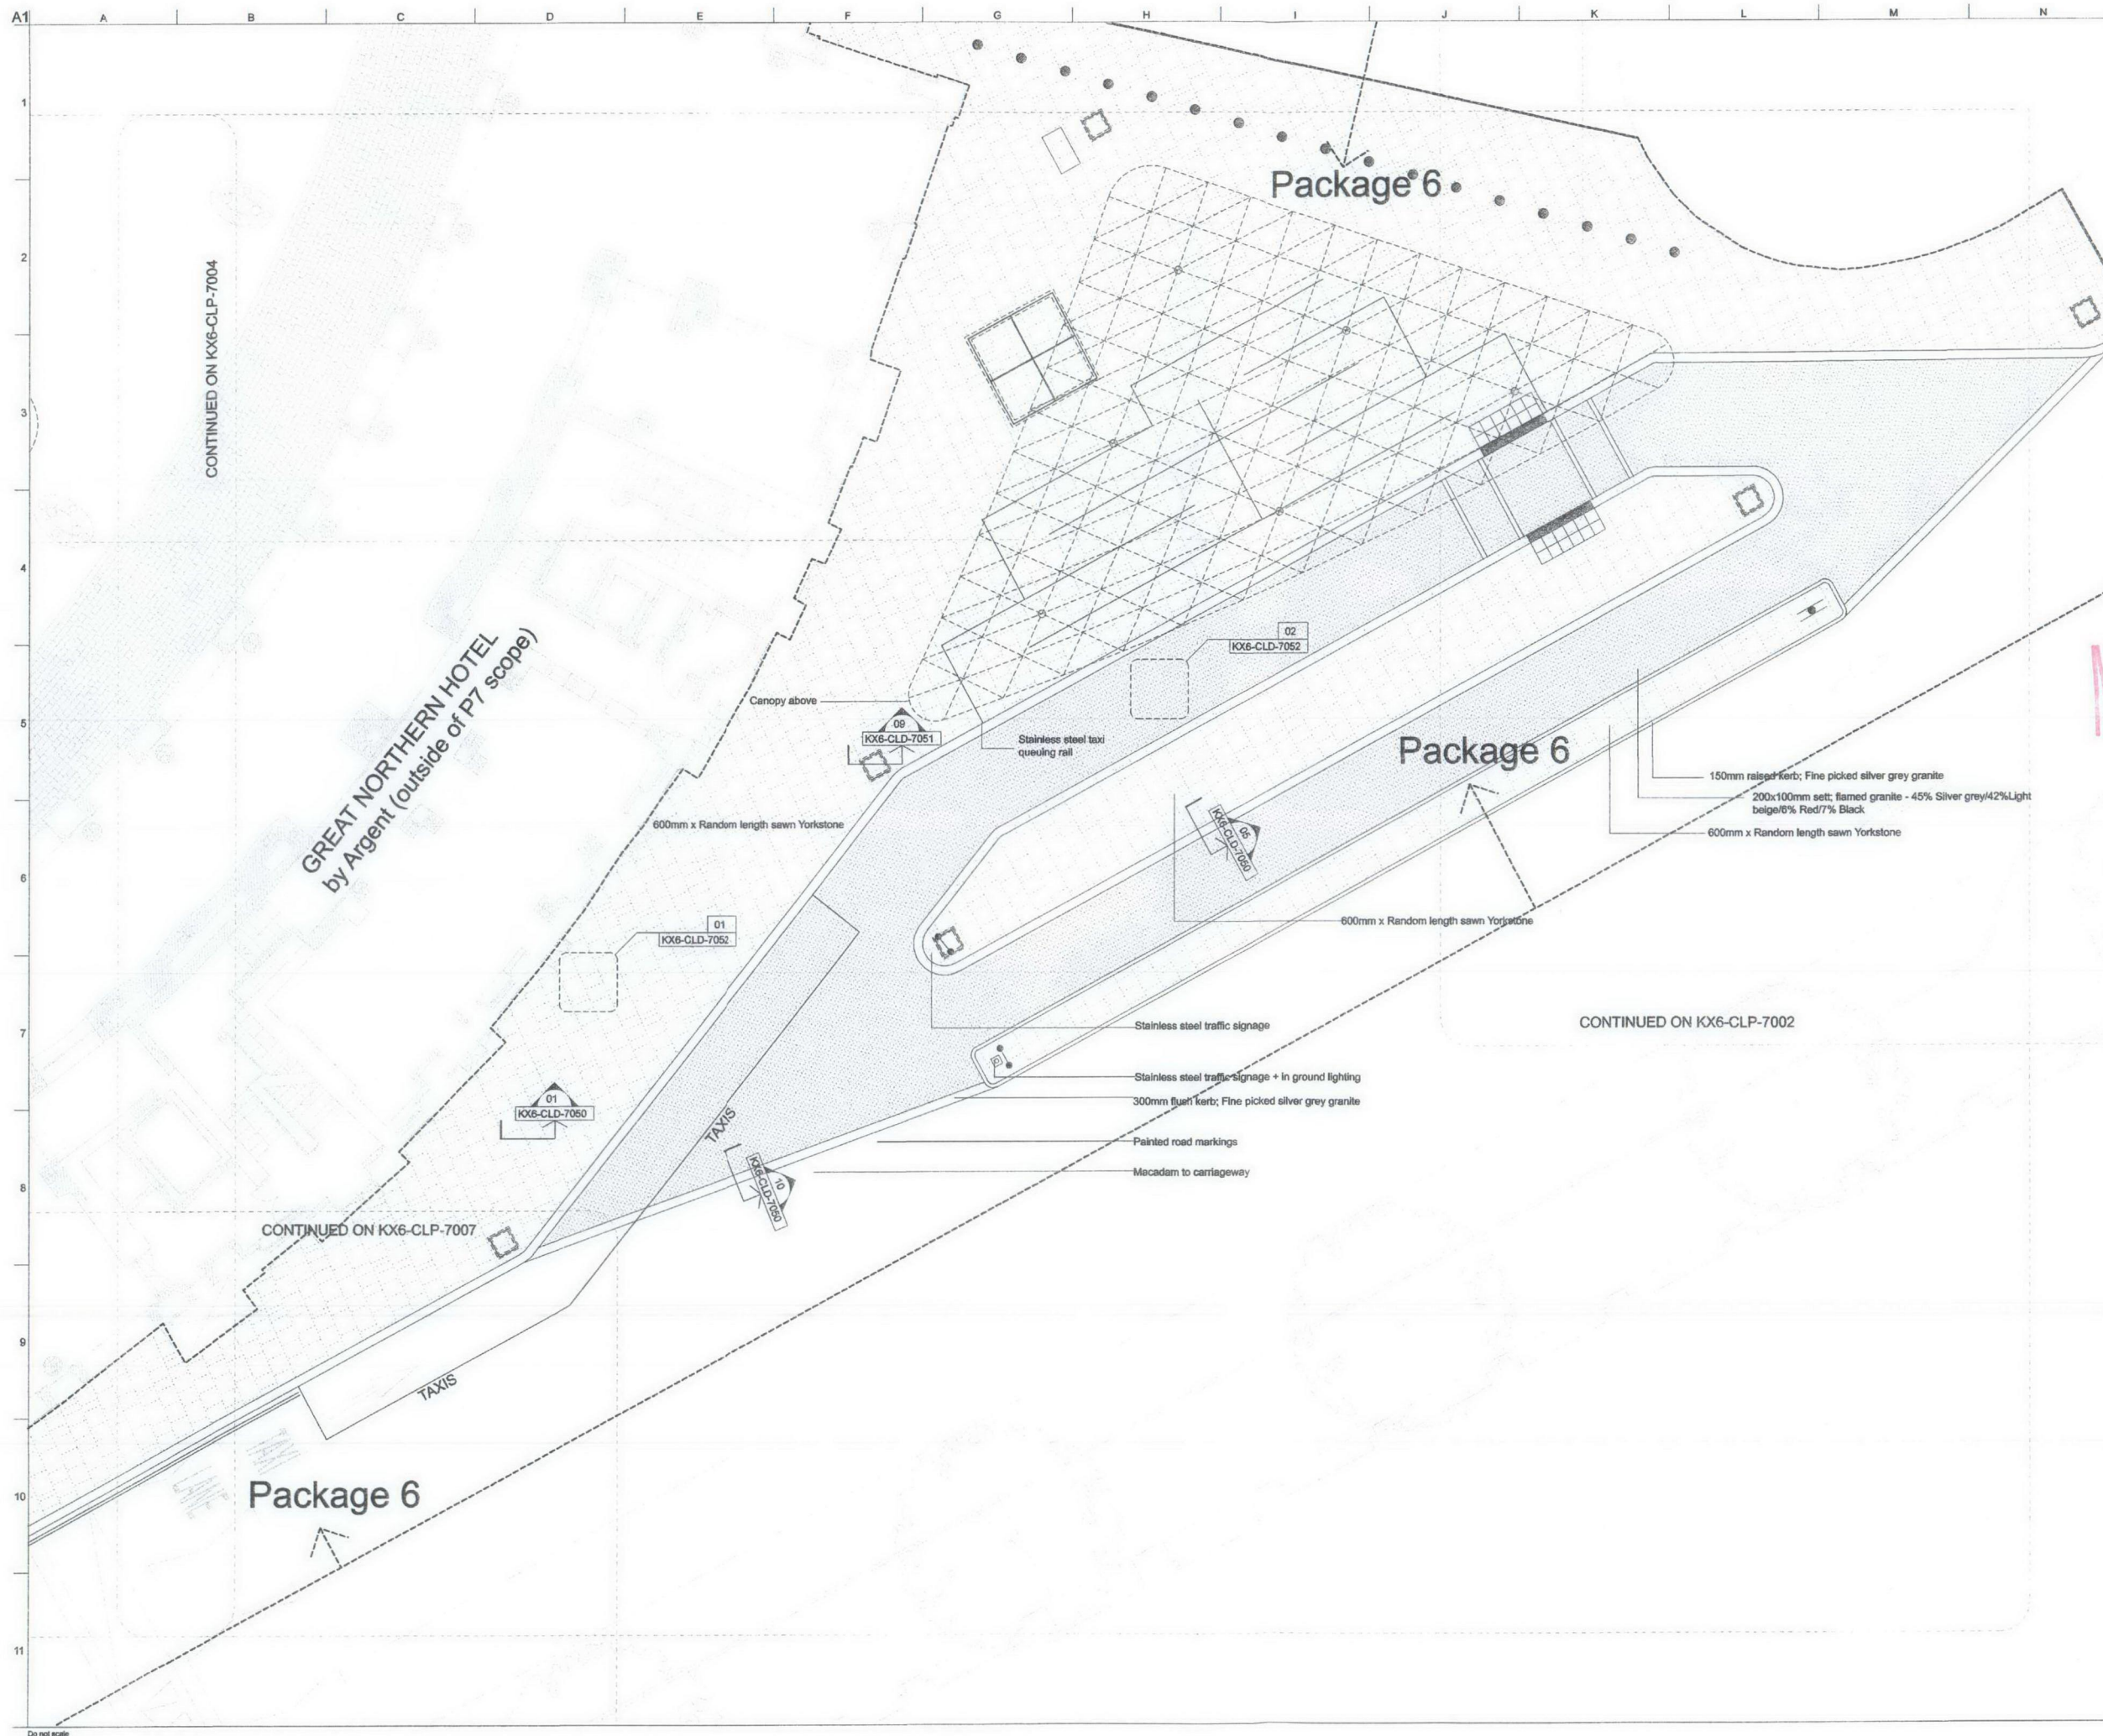 A1
A
B
C
D
E
F
G
H
I
J
K
L
M
N
1
2
3
4
5
6
7
8
9
10
11
Package 6
CONTINUED ON KX6-CLP-7004
GREAT NORTHERN HOTEL
by Argent (outside of P7 scope)
02
KX6-CLD-7052
Canopy above
09
KX6-CLD-7051
Stainless steel taxi
queuing rail
Package 6
150mm raised kerb; Fine picked silver grey granite
200x100mm sett; flamed granite - 45% Silver grey/42%Light
beige/6% Red/7% Black
600mm x Random length sawn Yorkstone
600mm x Random length sawn Yorkstone
05
KX6-CLD-7050
600mm x Random length sawn Yorkstone
01
KX6-CLD-7052
Stainless steel traffic signage
CONTINUED ON KX6-CLP-7002
Stainless steel traffic signage + in ground lighting
300mm flush kerb; Fine picked silver grey granite
01
KX6-CLD-7050
TAXIS
Painted road markings
Macadam to carriageway
10
KX6-CLD-7050
CONTINUED ON KX6-CLP-7007
TAXIS
Package 6
Do not scale